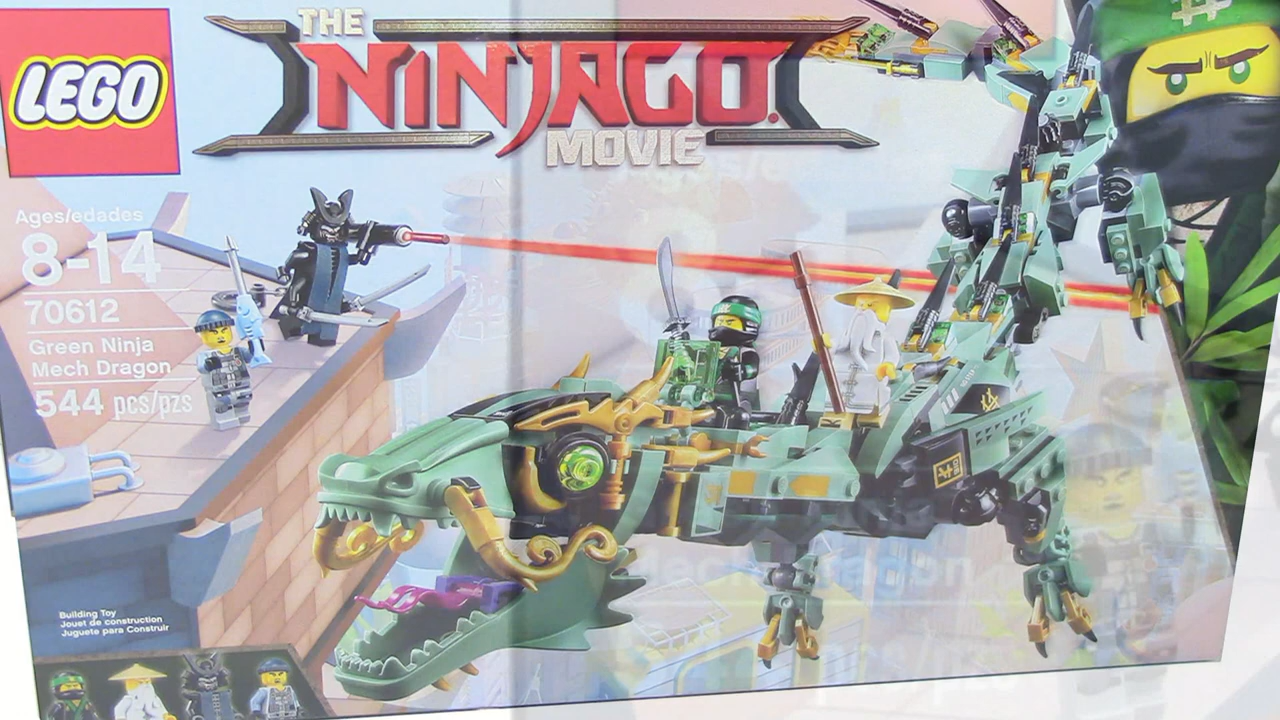 LEGO
THE
NINJAGO
MOVIE
Ages/edades
8-14
70612
Green Ninja
Mech Dragon
544 pcs/pzs
Building Toy
Jouet de construction
Juguete para Construir